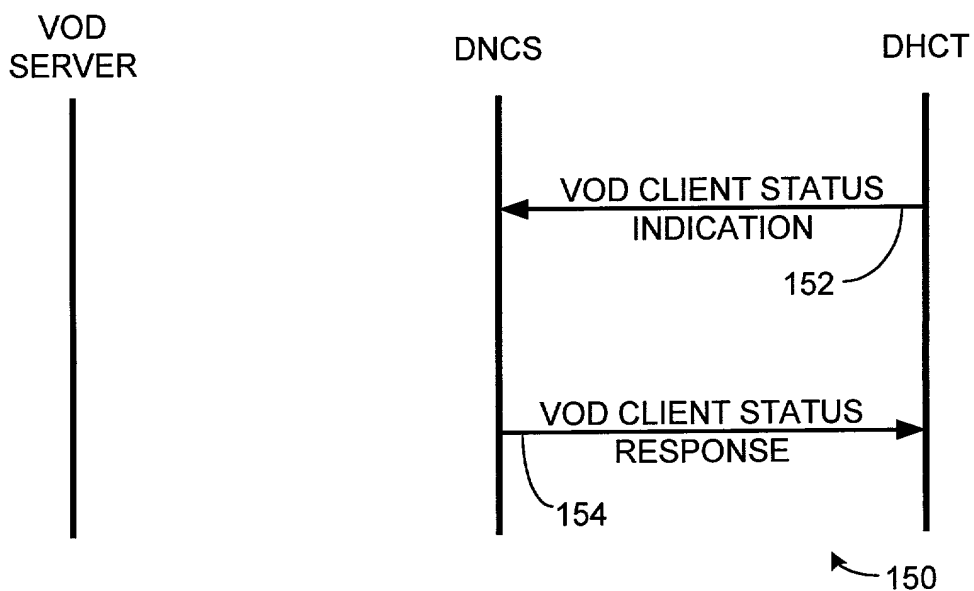 VOD
SERVER
DNCS
DHCT
VOD CLIENT STATUS
INDICATION
152
VOD CLIENT STATUS
RESPONSE
154
150